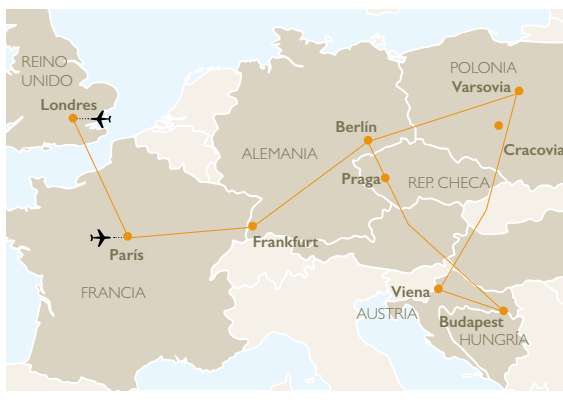 REINO
UNIDO
Londres
POLONIA
Varsovia
Berlín
Cracovia
ALEMANIA
Praga
REP. CHECA
Frankfurt
París
FRANCIA
Viena
AUSTRIA
Budapest
HUNGRÍA